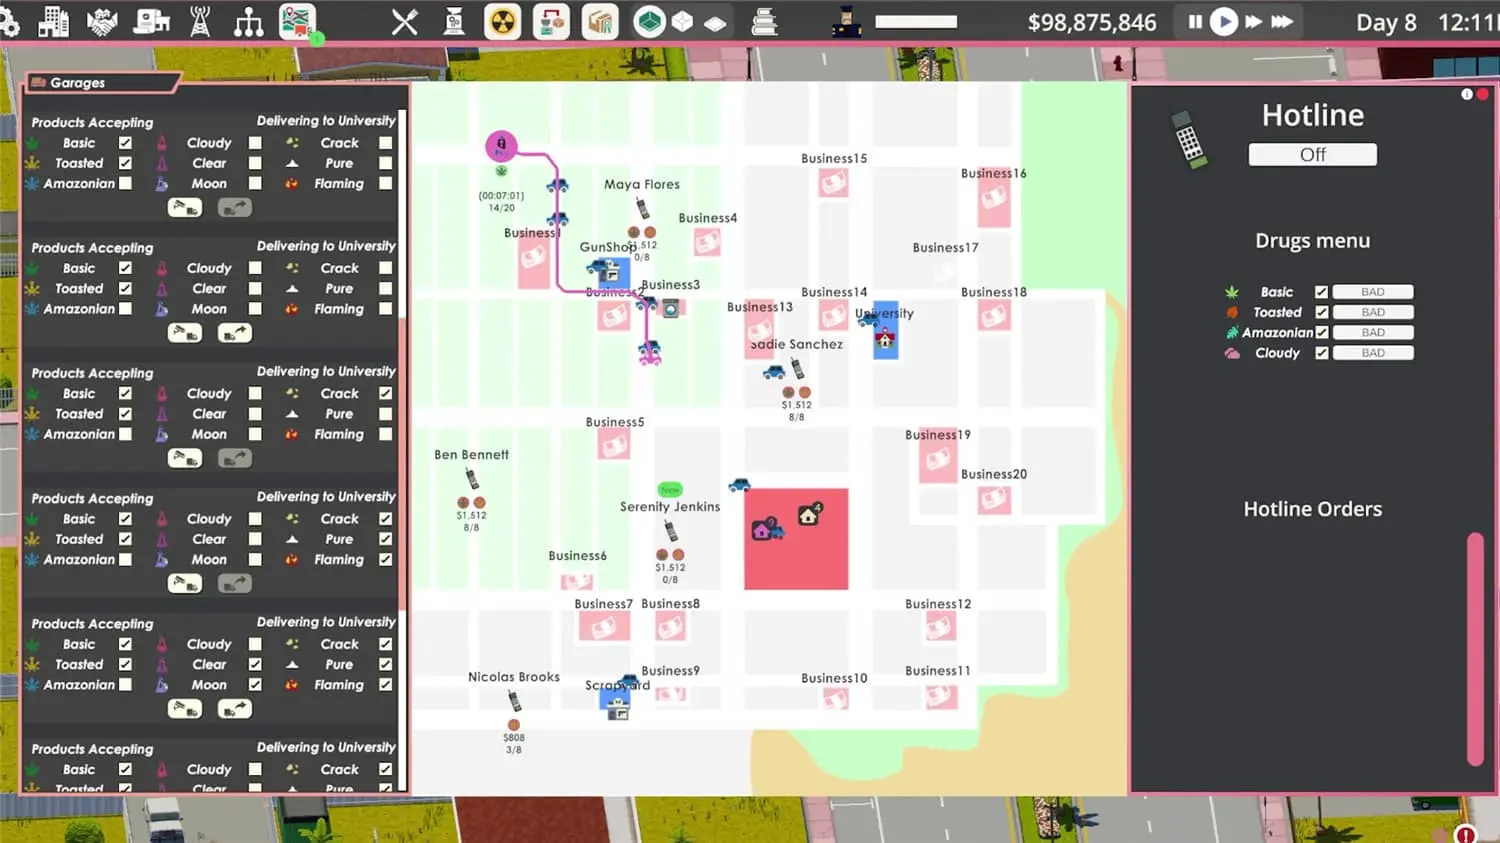 $98,875,846
Day 8
12:11
Garages
Products Accepting
Delivering to University
Basic
Cloudy
Crack
Toasted
Clear
Pure
Amazonian
Moon
Flaming
Products Accepting
Delivering to University
Basic
Cloudy
Crack
Toasted
Clear
Pure
Amazonian
Moon
Flaming
Products Accepting
Delivering to University
Basic
Cloudy
Crack
Toasted
Clear
Pure
Amazonian
Moon
Flaming
Products Accepting
Delivering to University
Basic
Cloudy
Crack
Toasted
Clear
Pure
Amazonian
Moon
Flaming
Products Accepting
Delivering to University
Basic
Cloudy
Crack
Toasted
Clear
Pure
Amazonian
Moon
Flaming
Products Accepting
Delivering to University
Basic
Cloudy
Crack
Toasted
Clear
Pure
(00:07:01)
14/20
Maya Flores
$1,512
0/8
Business1
GunShop
Business4
Business2
Business3
Business15
Business16
Business17
Business13
Business14
University
Business18
Sadie Sanchez
$1,512
8/8
Business5
Ben Bennett
$1,512
8/8
New
Serenity Jenkins
$1,512
0/8
Business19
Business20
4
Business6
Business7
Business8
Business12
Nicolas Brooks
$808
3/8
Scrapyard
Business9
Business10
Business11
Hotline
Off
Drugs menu
Basic
BAD
Toasted
BAD
Amazonian
BAD
Cloudy
BAD
Hotline Orders